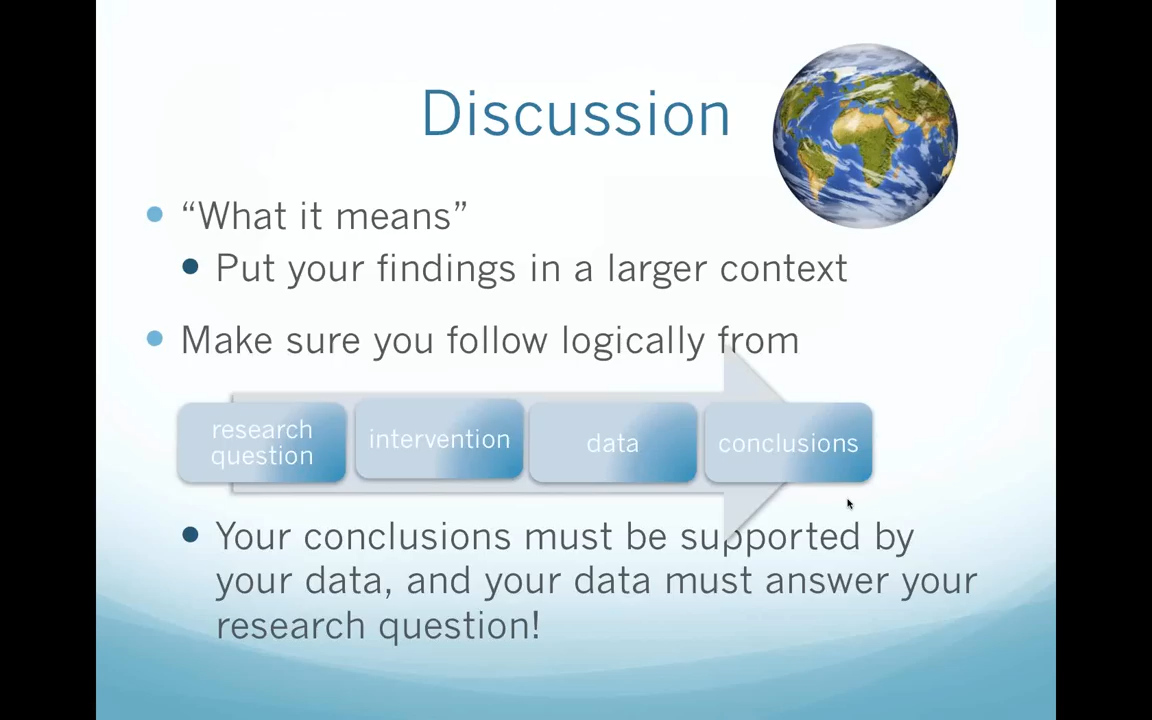 Discussion
“What it means”
Put your findings in a larger context
Make sure you follow logically from
research
question
intervention
data
conclusions
Your conclusions must be supported by
your data, and your data must answer your
research question!